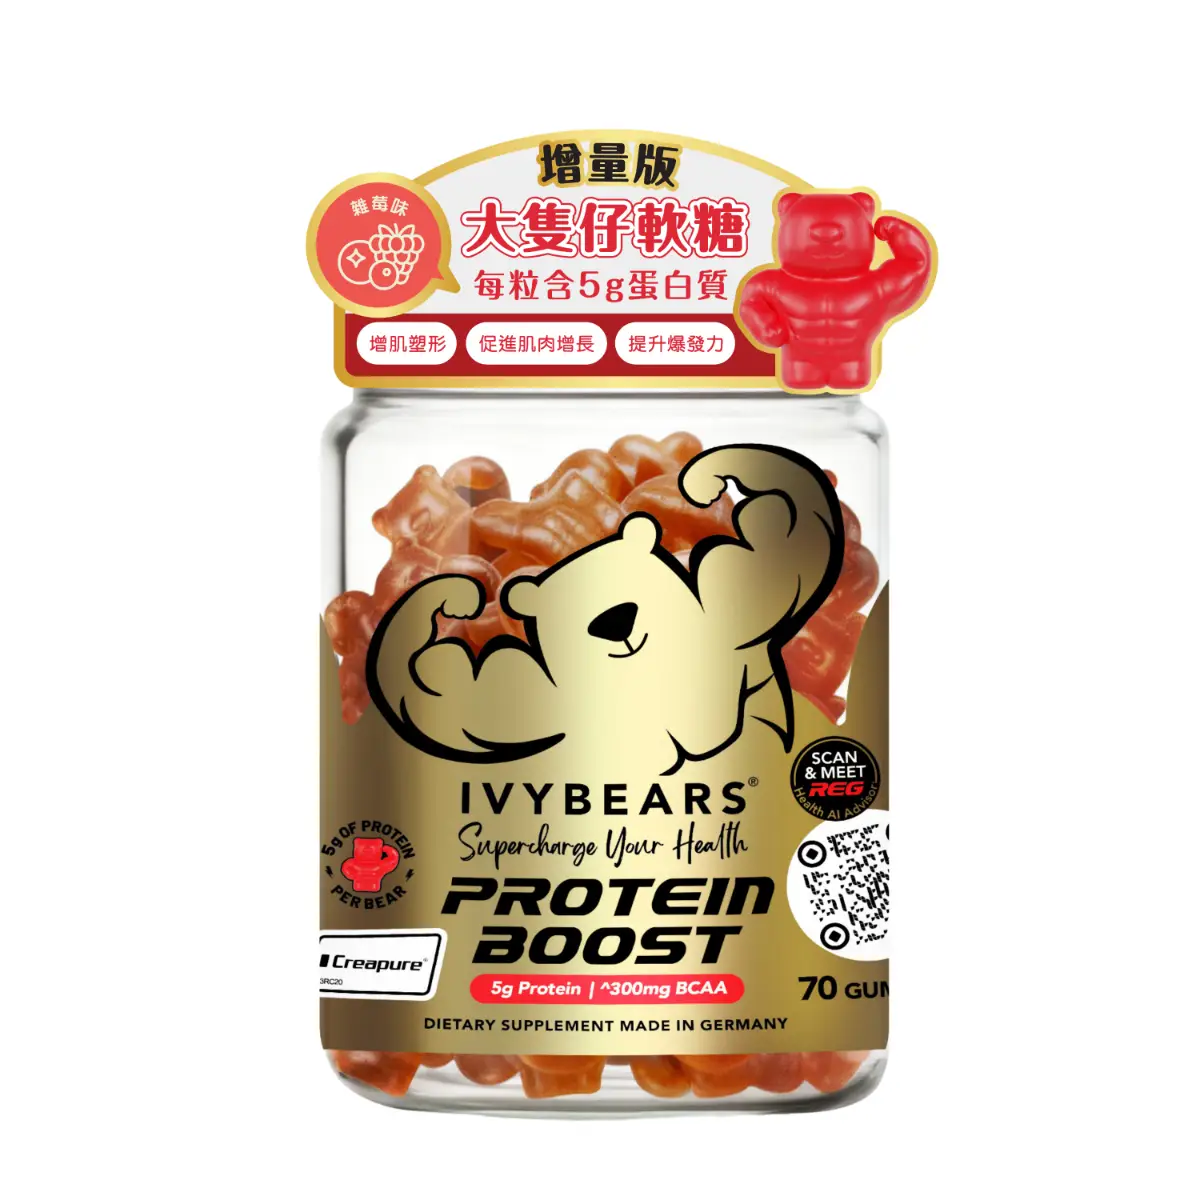 增量版
雜莓味
大隻仔軟糖
每粒含5g蛋白質
增肌塑形
促進肌肉增長
提升爆發力
IVYBEARS®
Supercharge Your Health
SCAN
& MEET
REG
Health AI Advisor
5g OF PROTEIN
PER BEAR
PROTEIN
BOOST
Creapure®
3RC20
5g Protein | ^300mg BCAA
70 GUM
DIETARY SUPPLEMENT MADE IN GERMANY